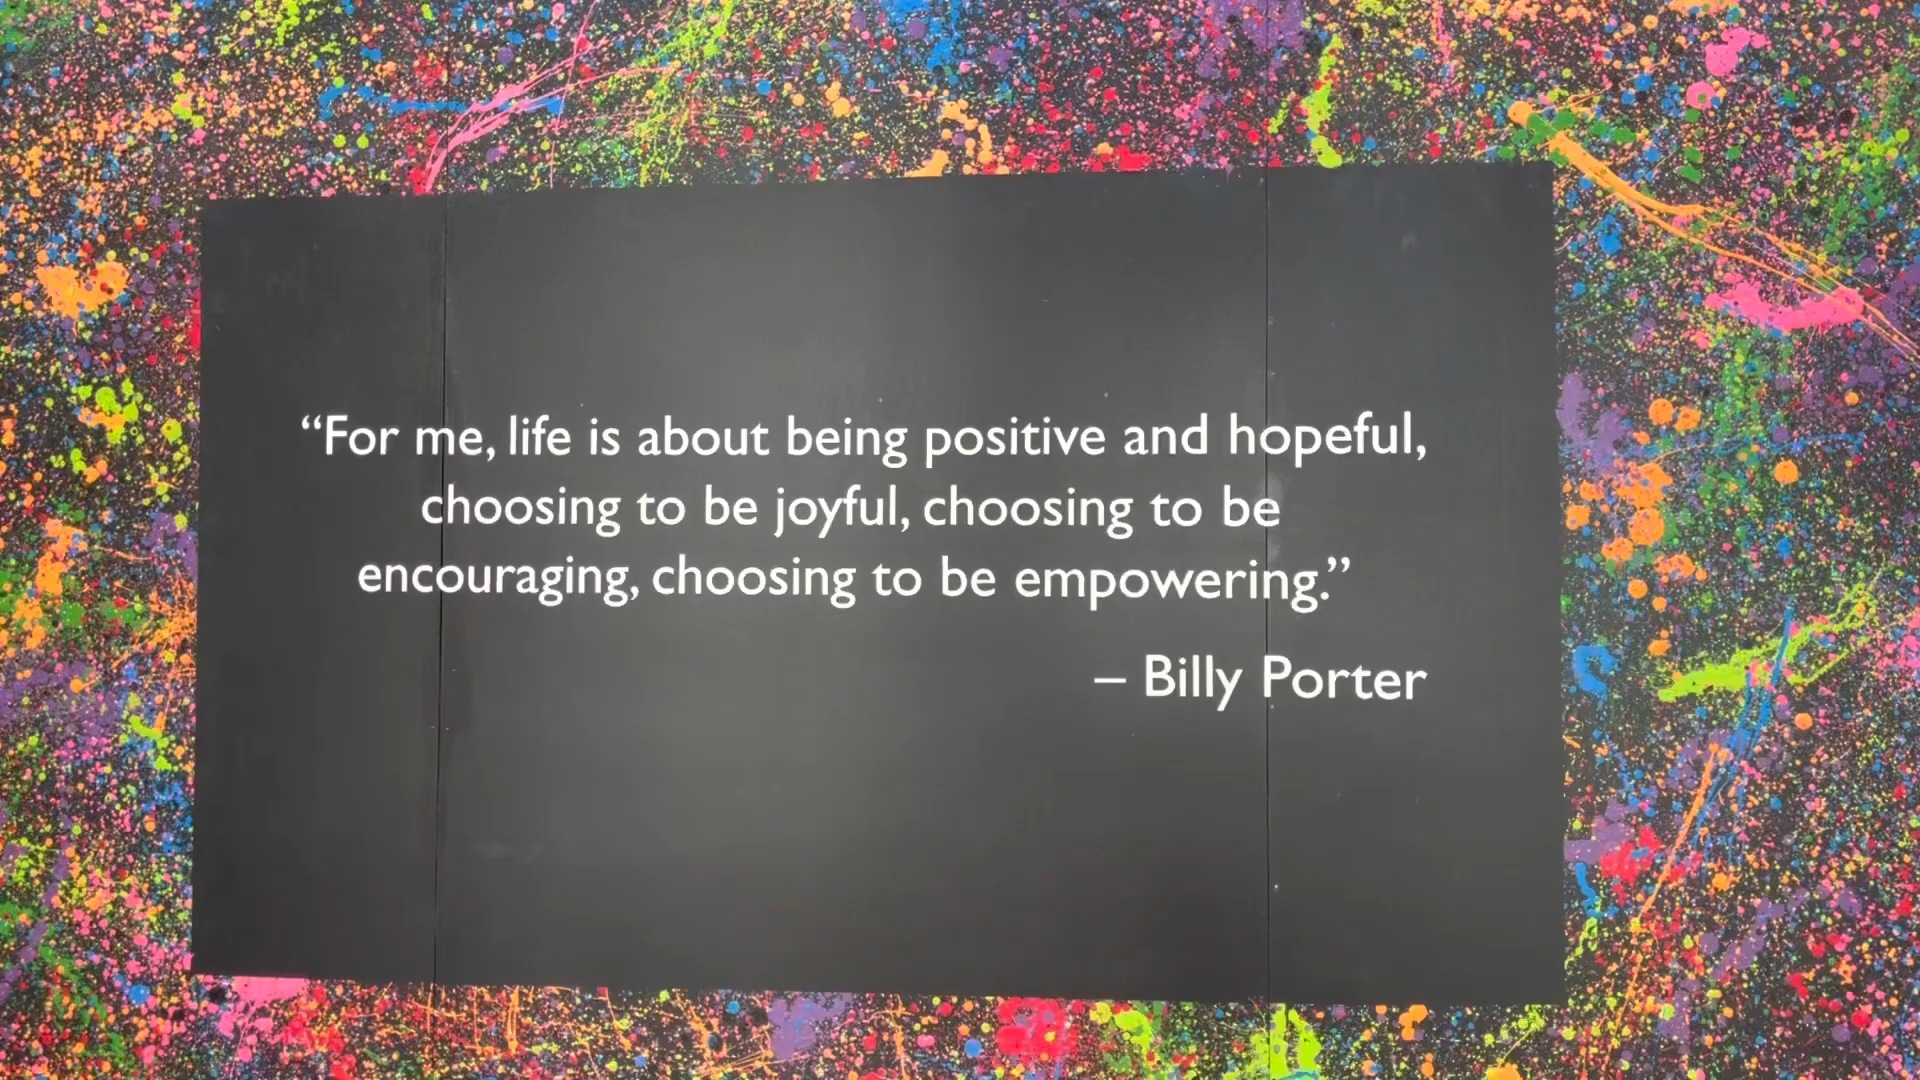 “For me, life is about being positive and hopeful,
choosing to be joyful, choosing to be
encouraging, choosing to be empowering.”
– Billy Porter